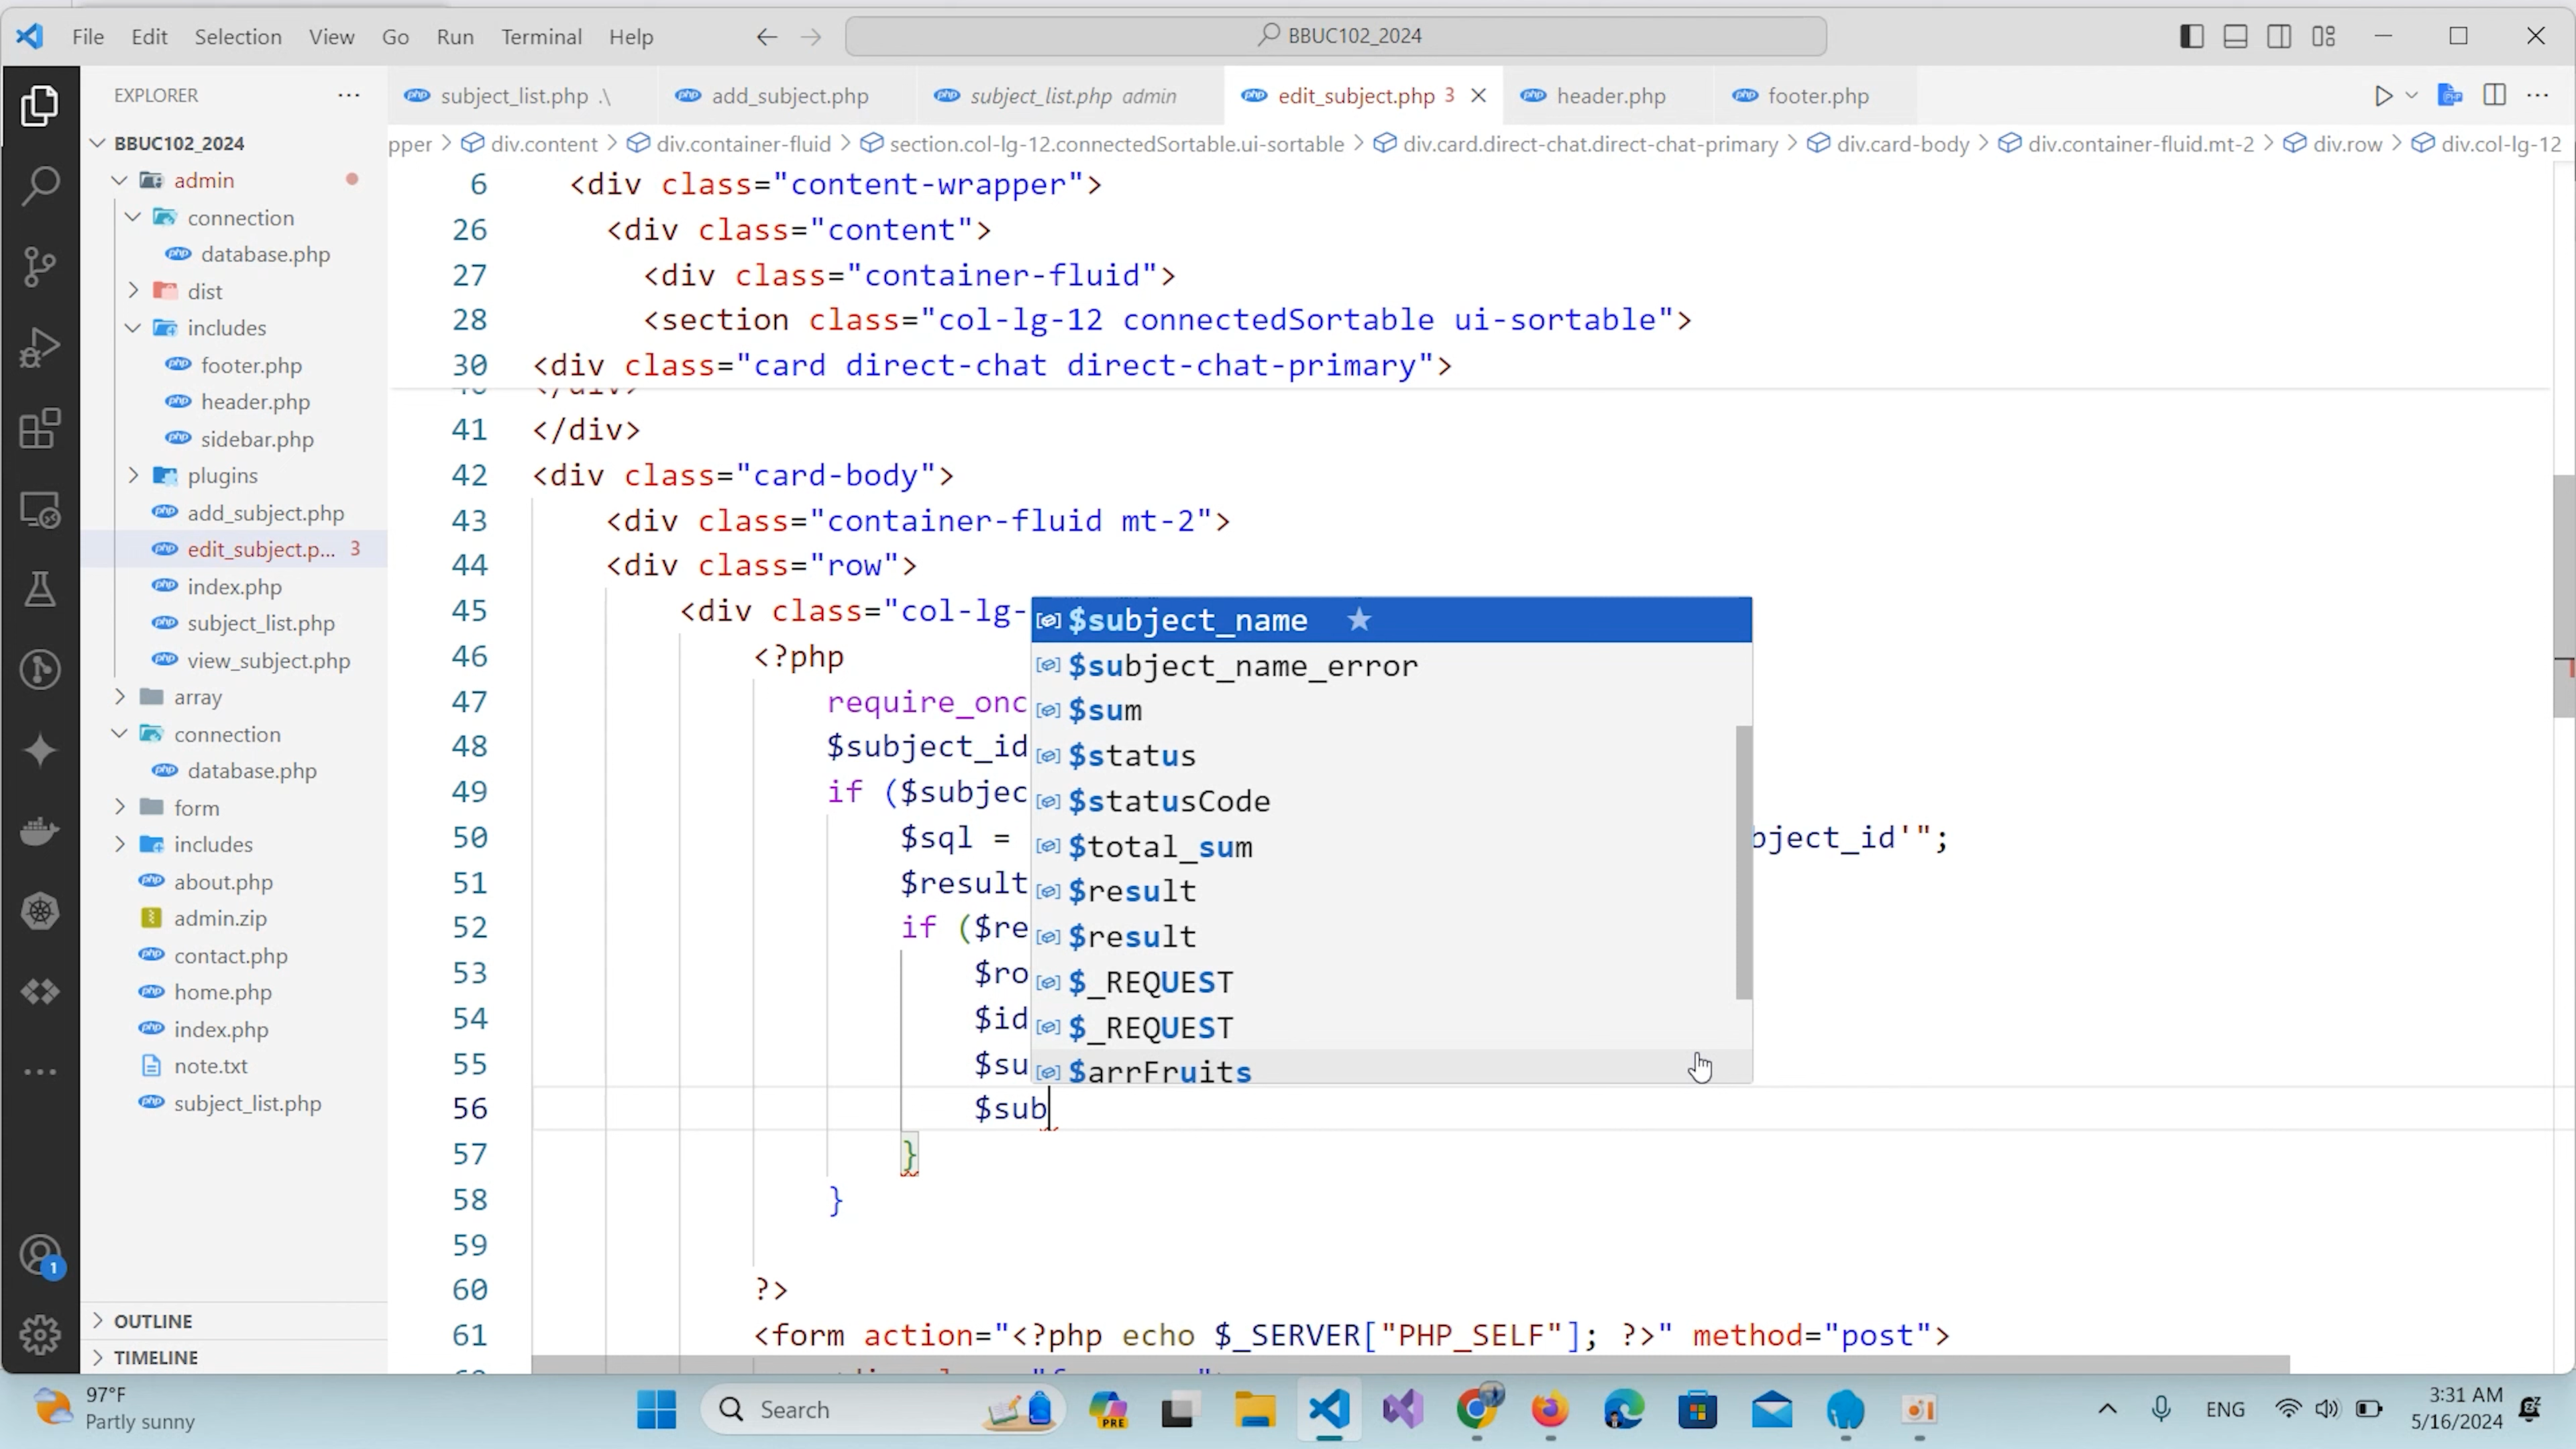 File Edit Selection View Go Run Terminal Help
BBUC102_2024
EXPLORER
subject_list.php .\
add_subject.php
subject_list.php admin
edit_subject.php 3
header.php
footer.php
pper > div.content > div.container-fluid > section.col-lg-12.connectedSortable.ui-sortable > div.card.direct-chat.direct-chat-primary > div.card-body > div.container-fluid.mt-2 > div.row > div.col-lg-12
BBUC102_2024
admin
connection
database.php
dist
includes
footer.php
header.php
sidebar.php
plugins
add_subject.php
edit_subject.p... 3
index.php
subject_list.php
view_subject.php
array
connection
database.php
form
includes
about.php
admin.zip
contact.php
home.php
index.php
note.txt
subject_list.php
OUTLINE
TIMELINE
6 <div class="content-wrapper">
26 <div class="content">
27 <div class="container-fluid">
28 <section class="col-lg-12 connectedSortable ui-sortable">
30 <div class="card direct-chat direct-chat-primary">
41 </div>
42 <div class="card-body">
43 <div class="container-fluid mt-2">
44 <div class="row">
45 <div class="col-lg-
46 <?php
47 require_onc
48 $subject_id
49 if ($subjec
50 $sql = bject_id'";
51 $result
52 if ($re
53 $ro
54 $id
55 $su
56 $sub
57 }
58 }
59
60 ?>
61 <form action="<?php echo $_SERVER["PHP_SELF"]; ?>" method="post">
$subject_name
$subject_name_error
$sum
$status
$statusCode
$total_sum
$result
$result
$_REQUEST
$_REQUEST
$arrFruits
1
97°F
Partly sunny
Search
PRE
ENG
3:31 AM
5/16/2024